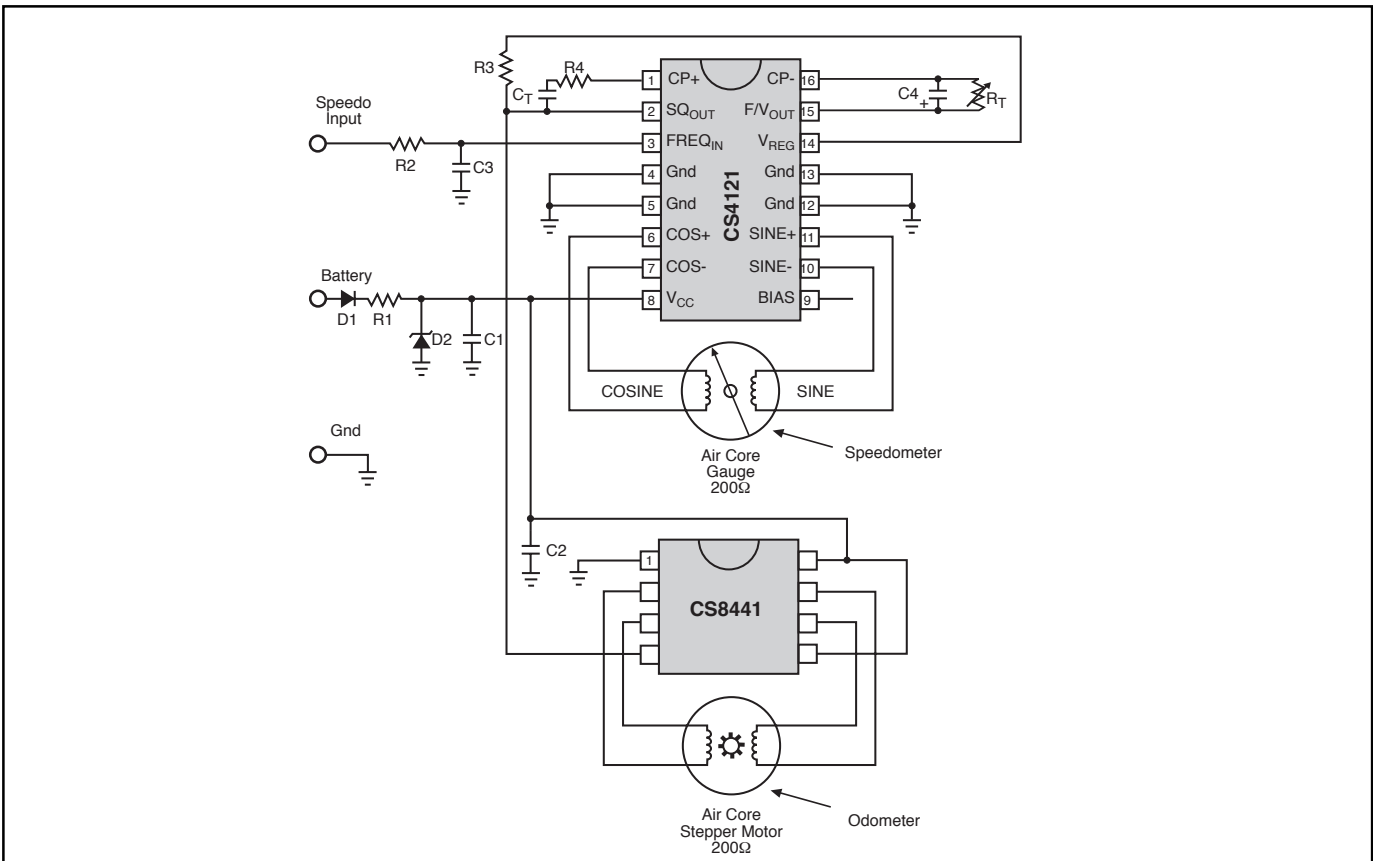 R3
R4
CT
Speedo
Input
R2
C3
1
CP+
2
SQOUT
3
FREQIN
4
Gnd
5
Gnd
6
COS+
7
COS-
8
VCC
CS4121
CP-
16
F/VOUT
15
VREG
14
Gnd
13
Gnd
12
SINE+
11
SINE-
10
BIAS
9
C4
+
RT
Battery
D1
R1
D2
C1
COSINE
SINE
Gnd
Air Core
Gauge
200Ω
Speedometer
C2
1
CS8441
Air Core
Stepper Motor
200Ω
Odometer